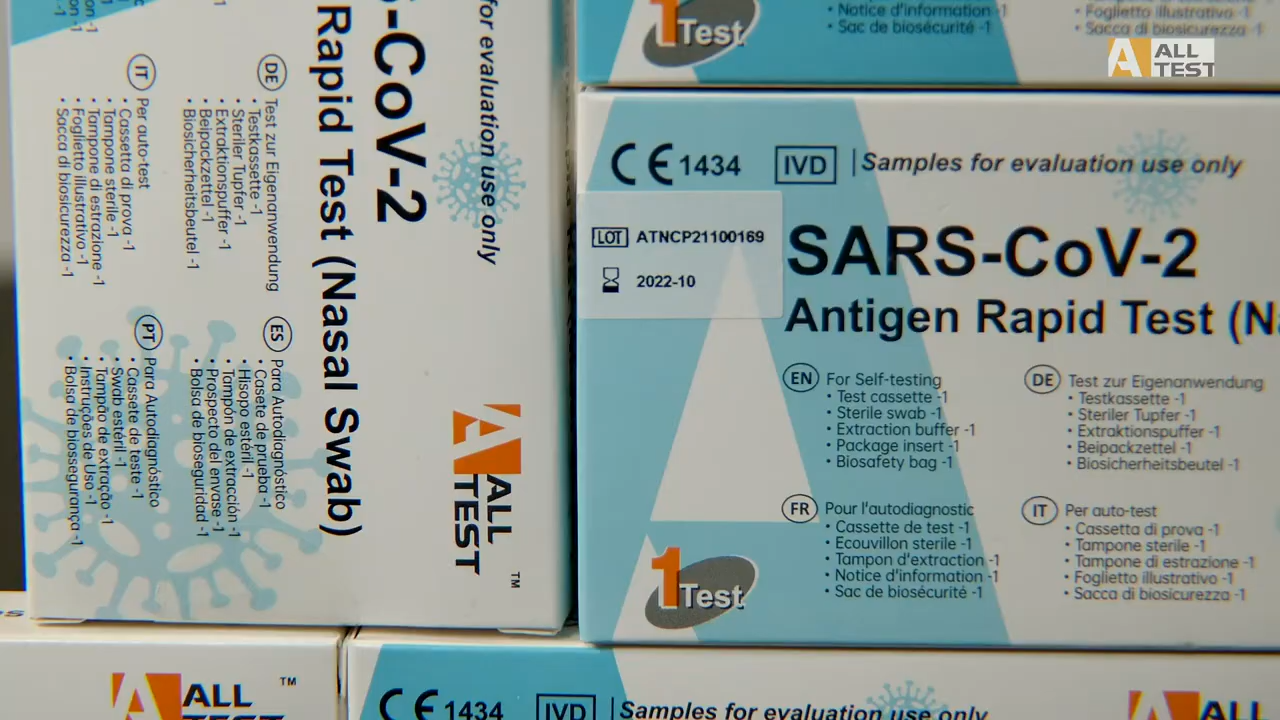 -CoV-2
Rapid Test (Nasal Swab)
for evaluation use only
DE Test zur Eigenanwendung
• Testkassette -1
• Steriler Tupfer -1
• Extraktionspuffer -1
• Beipackzettel -1
• Biosicherheitsbeutel -1
IT Per auto-test
• Cassetta di prova -1
• Tampone sterile -1
• Tampone di estrazione -1
• Foglietto illustrativo -1
• Sacca di biosicurezza -1
ES Para Autodiagnóstico
• Casete de prueba -1
• Hisopo estéril -1
• Tampón de extracción -1
• Prospecto del envase -1
• Bolsa de bioseguridad -1
PT Para Autodiagnóstico
• Cassete de teste -1
• Swab estéril -1
• Tampão de extração -1
• Instruções de Uso -1
• Bolsa de biossegurança -1
ALL
TEST™
1Test
• Notice d'information -1
• Sac de biosécurité -1
• Foglietto illustrativo -1
• Sacca di biosicurezza -1
ALL
TEST
CE 1434 IVD | Samples for evaluation use only
LOT ATNCP21100169
2022-10
SARS-CoV-2
Antigen Rapid Test (N
EN For Self-testing
• Test cassette -1
• Sterile swab -1
• Extraction buffer -1
• Package insert -1
• Biosafety bag -1
DE Test zur Eigenanwendung
• Testkassette -1
• Steriler Tupfer -1
• Extraktionspuffer -1
• Beipackzettel -1
• Biosicherheitsbeutel -1
FR Pour l'autodiagnostic
• Cassette de test -1
• Ecouvillon sterile -1
• Tampon d'extraction -1
• Notice d'information -1
• Sac de biosécurité -1
IT Per auto-test
• Cassetta di prova -1
• Tampone sterile -1
• Tampone di estrazione -1
• Foglietto illustrativo -1
• Sacca di biosicurezza -1
1Test
ALL ™
TEST
CE 1434 IVD | Samples for evaluation use only
ALL